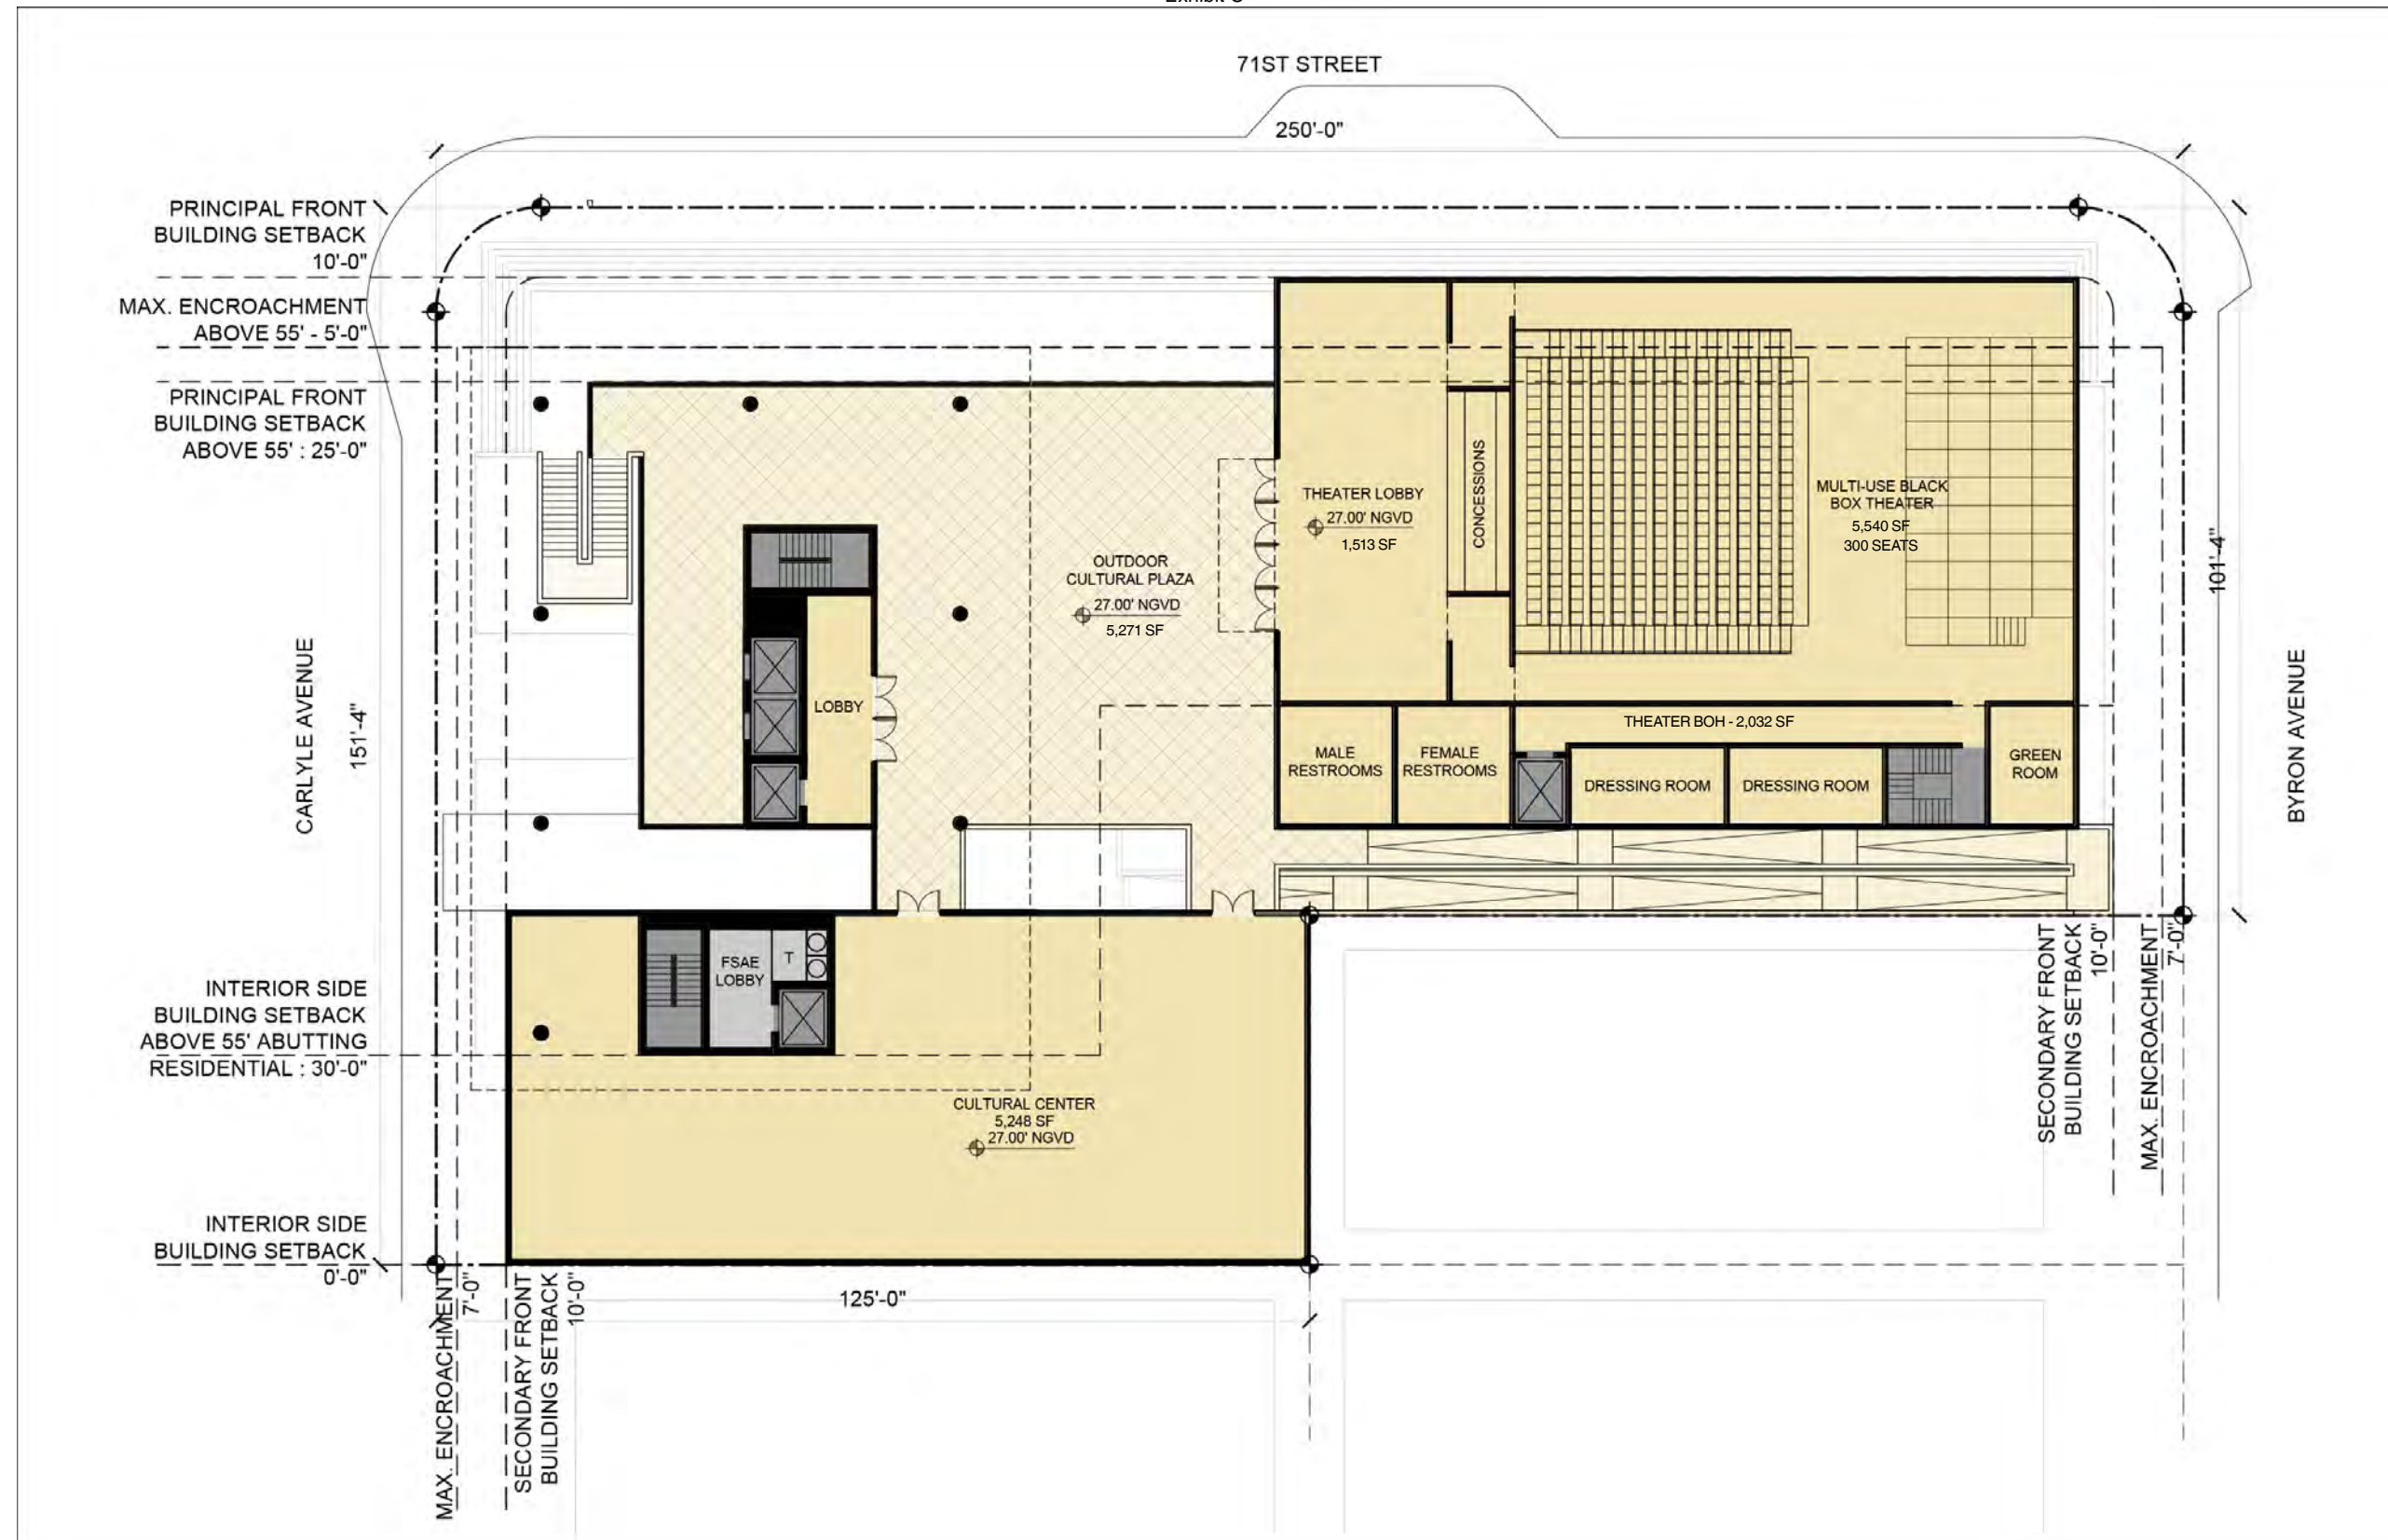 71ST STREET
250'-0"
PRINCIPAL FRONT
BUILDING SETBACK
10'-0"
MAX. ENCROACHMENT
ABOVE 55' - 5'-0"
PRINCIPAL FRONT
BUILDING SETBACK
ABOVE 55' : 25'-0"
CARLYLE AVENUE
151'-4"
INTERIOR SIDE
BUILDING SETBACK
ABOVE 55' ABUTTING
RESIDENTIAL : 30'-0"
INTERIOR SIDE
BUILDING SETBACK
0'-0"
LOBBY
OUTDOOR
CULTURAL PLAZA
27.00' NGVD
5,271 SF
THEATER LOBBY
27.00' NGVD
1,513 SF
CONCESSIONS
MULTI-USE BLACK
BOX THEATER
5,540 SF
300 SEATS
THEATER BOH - 2,032 SF
MALE
RESTROOMS
FEMALE
RESTROOMS
DRESSING ROOM
DRESSING ROOM
GREEN
ROOM
101'-4"
BYRON AVENUE
FSAE
LOBBY
T
CULTURAL CENTER
5,248 SF
27.00' NGVD
SECONDARY FRONT
BUILDING SETBACK
10'-0"
MAX. ENCROACHMENT
7'-0"
MAX. ENCROACHMENT
7'-0"
SECONDARY FRONT
BUILDING SETBACK
10'-0"
125'-0"